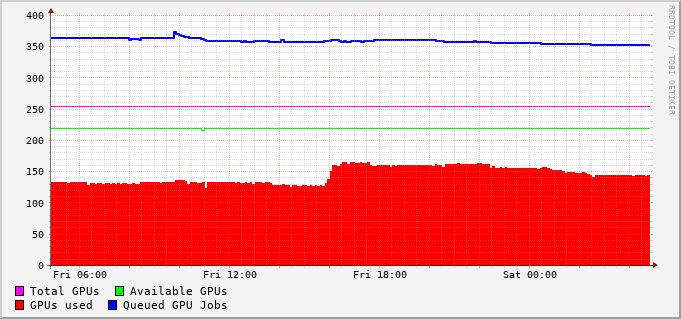 400
350
300
250
200
150
100
50
0
Fri 06:00 Fri 12:00 Fri 18:00 Sat 00:00
Total GPUs Available GPUs
GPUs used Queued GPU Jobs
RRDTOOL / TOBI OETIKER